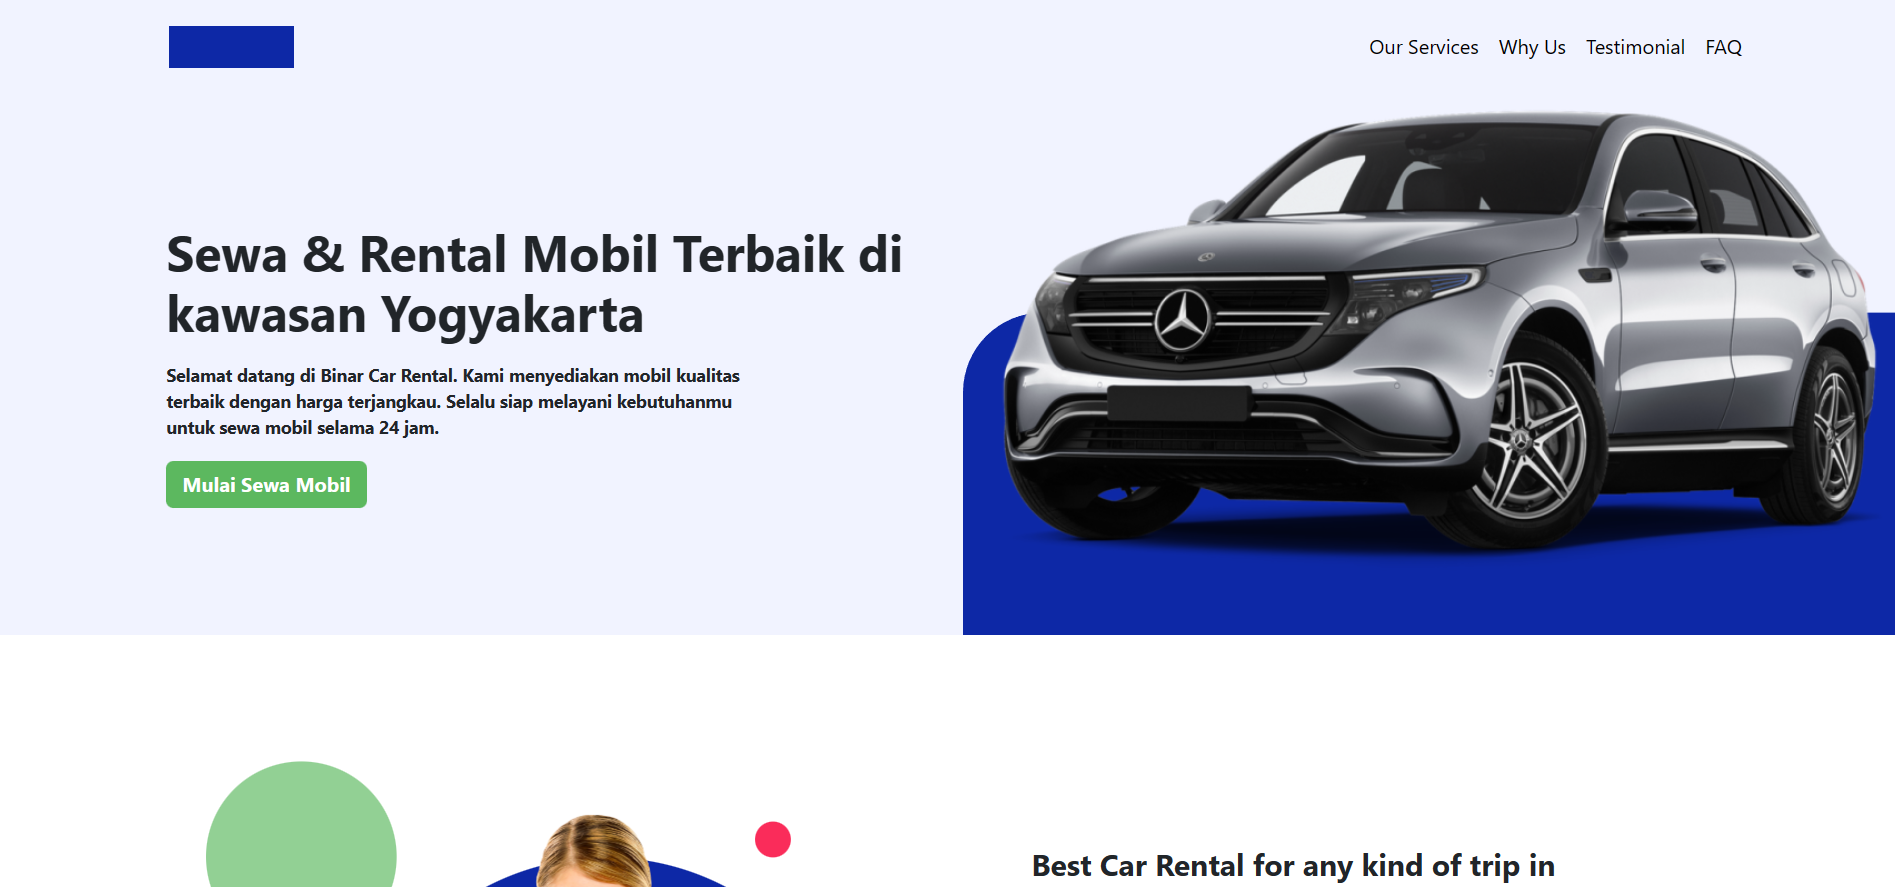 Our Services
Why Us
Testimonial
FAQ
Sewa & Rental Mobil Terbaik di
kawasan Yogyakarta
Selamat datang di Binar Car Rental. Kami menyediakan mobil kualitas
terbaik dengan harga terjangkau. Selalu siap melayani kebutuhanmu
untuk sewa mobil selama 24 jam.
Mulai Sewa Mobil
Best Car Rental for any kind of trip in